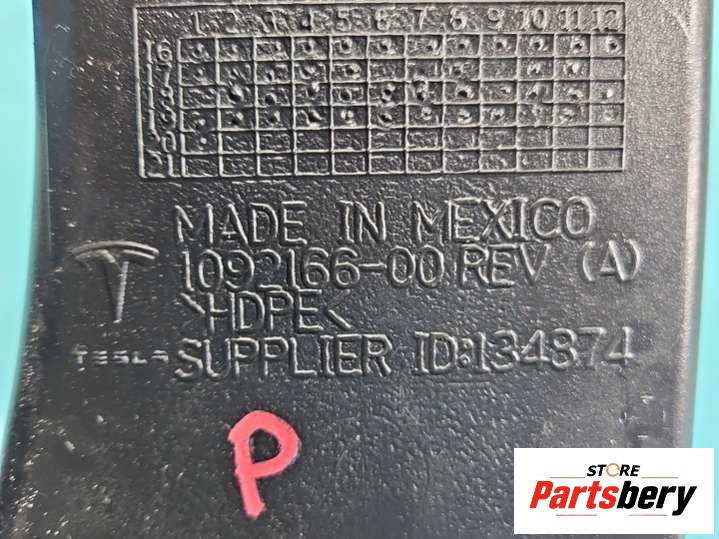 1 2 3 4 5 6 7 8 9 10 11 12
16
17
18
19
20
21
MADE IN MEXICO
1092166-00 REV (A)
>HDPE<
SUPPLIER ID:134874
TESLA
P
STORE
Partsbery